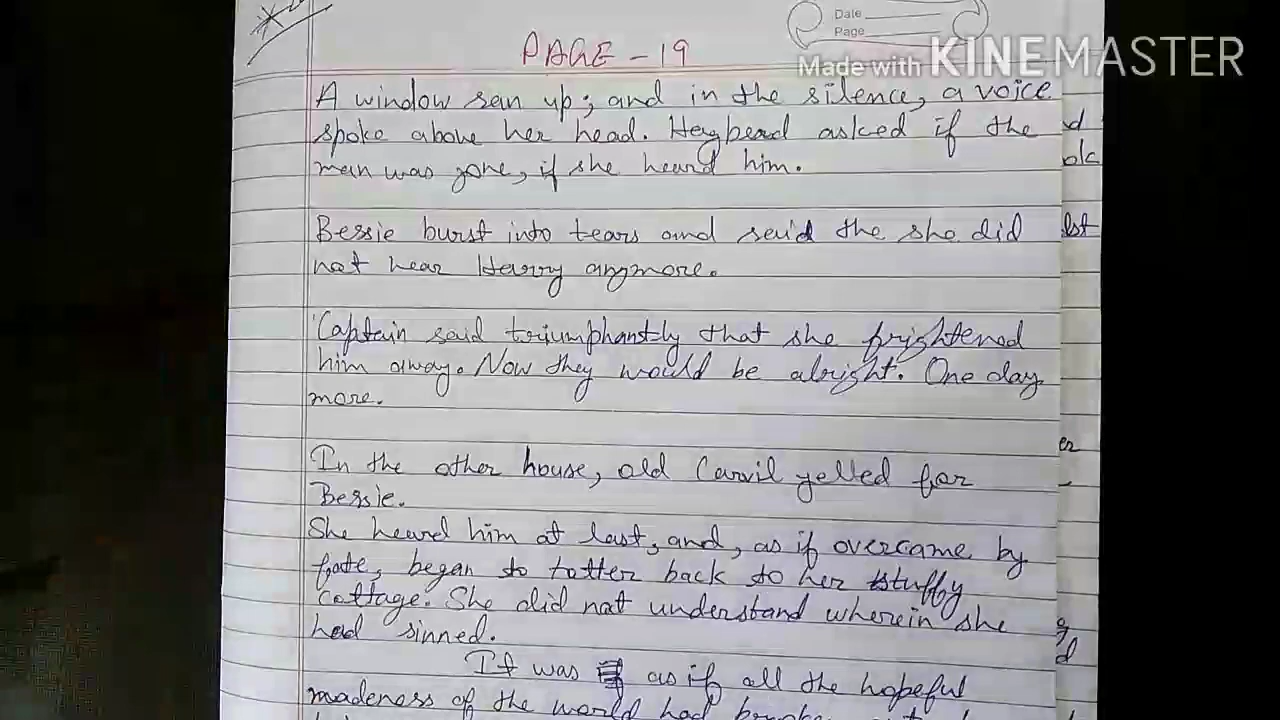 Date
Page
Made with KINEMASTER
PAGE - 19
A window ran up; and in the silence, a voice
spoke above her head. Hagberd asked if the
man was gone, if she heard him.
Bessie burst into tears and said the she did
not hear Harry anymore.
Captain said triumphantly that she frightened
him away. Now they would be alright. One day
more.
In the other house, old Carvil yelled for
Bessie.
She heard him at last, and, as if overcame by
fate, began to totter back to her stuffy
cottage. She did not understand wherein she
had sinned.
It was as if all the hopeful
madeness of the world had